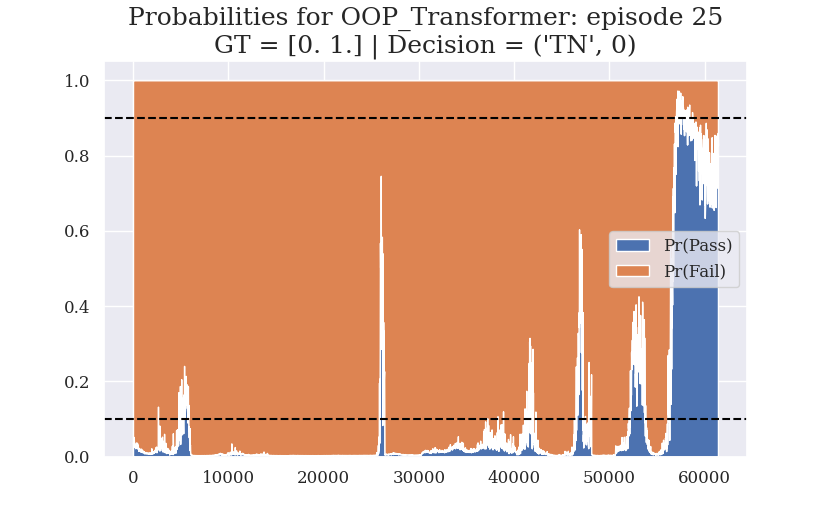 Probabilities for OOP_Transformer: episode 25
GT = [0. 1.] | Decision = ('TN', 0)
1.0
0.8
0.6
0.4
0.2
0.0
Pr(Pass)
Pr(Fail)
0 10000 20000 30000 40000 50000 60000